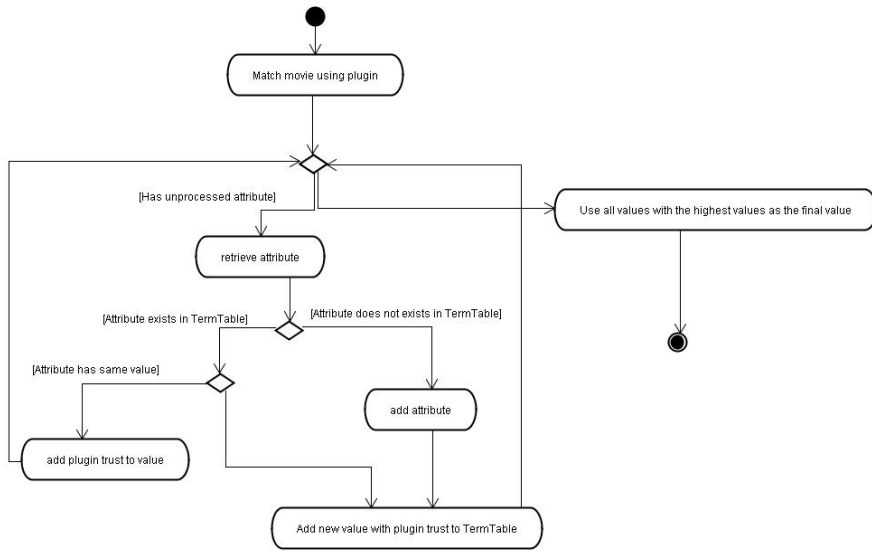 Match movie using plugin
[Has unprocessed attribute]
Use all values with the highest values as the final value
retrieve attribute
[Attribute exists in TermTable]
[Attribute does not exists in TermTable]
[Attribute has same value]
add attribute
add plugin trust to value
Add new value with plugin trust to TermTable